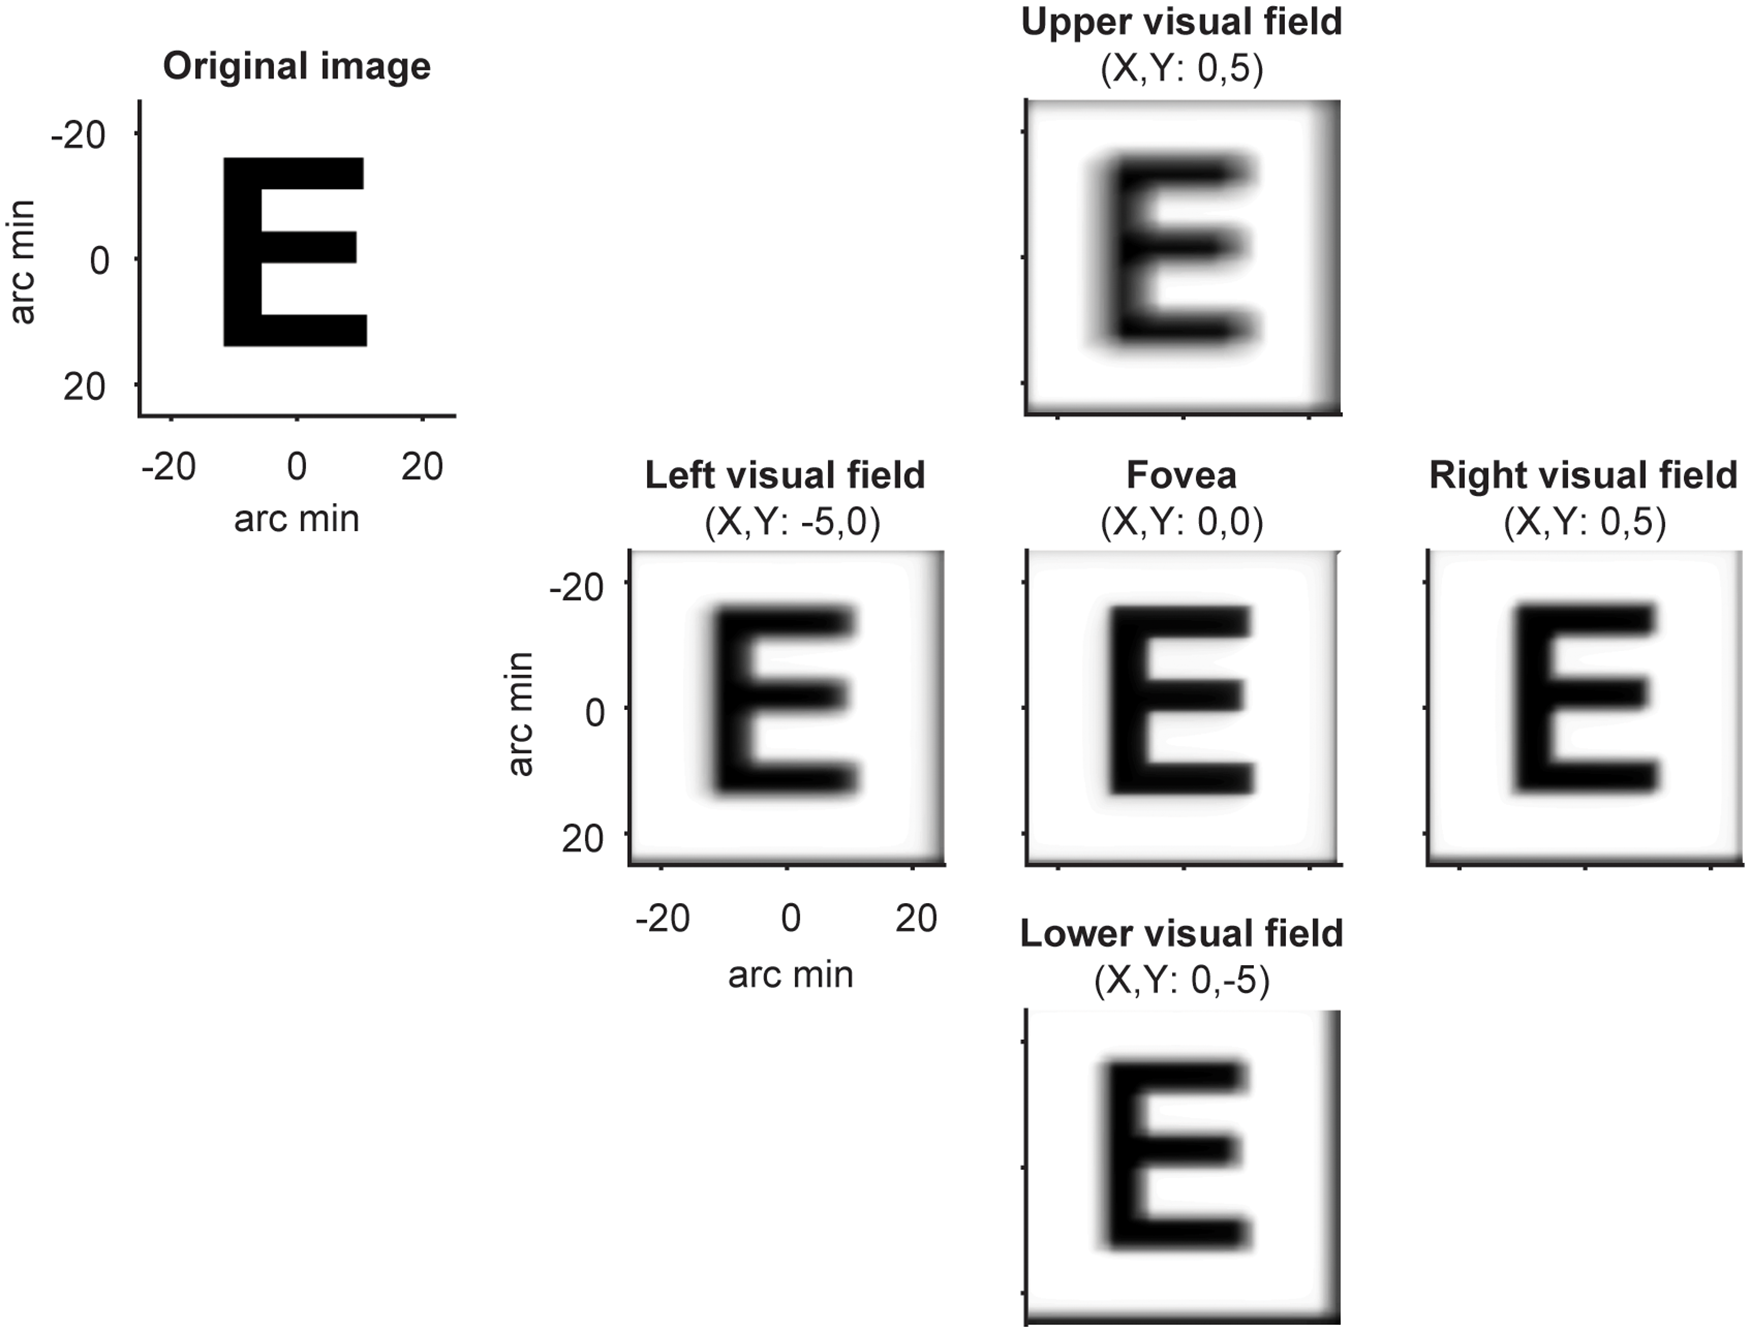 Upper visual field
(X,Y: 0,5)
Original image
-20
0
20
arc min
E
-20 0 20
arc min
E
Left visual field
(X,Y: -5,0)
Fovea
(X,Y: 0,0)
Right visual field
(X,Y: 0,5)
-20
0
20
arc min
E
E
E
-20 0 20
arc min
Lower visual field
(X,Y: 0,-5)
E